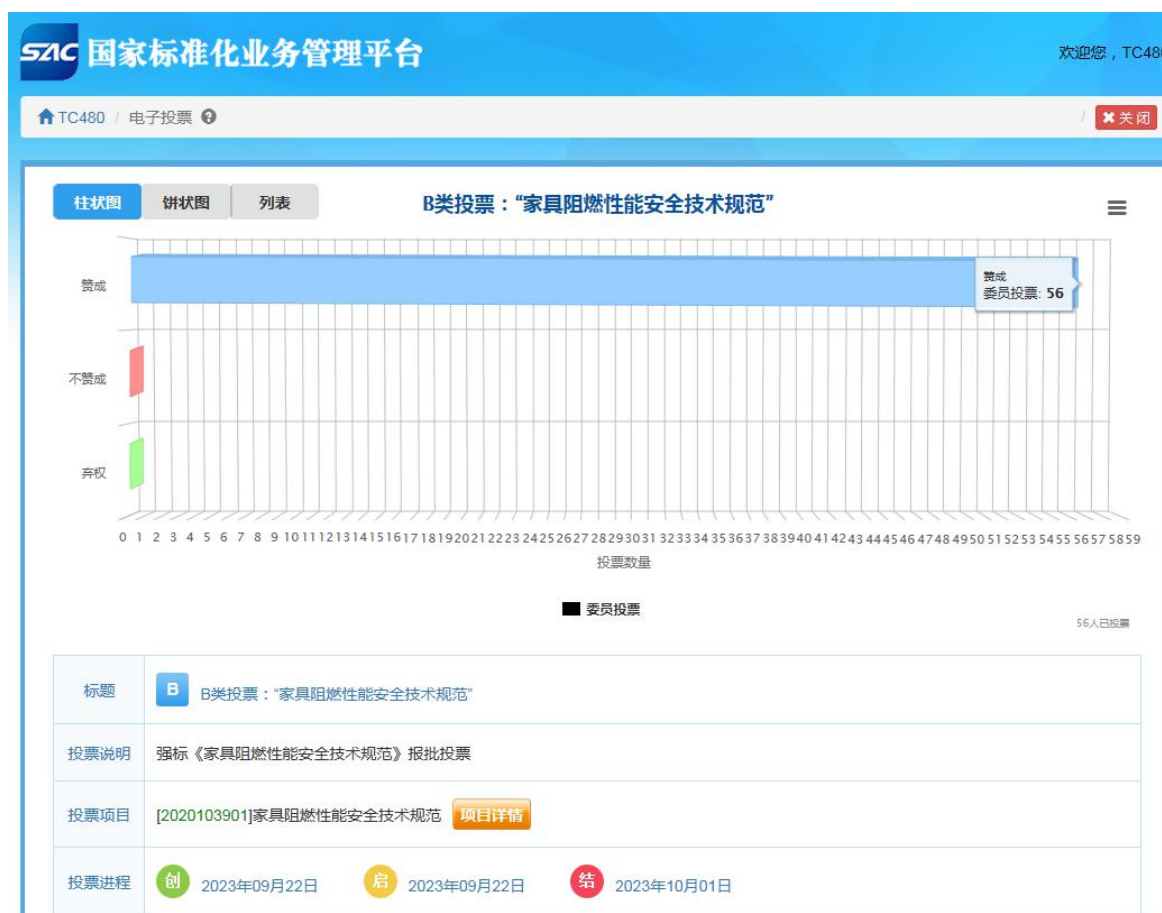 SAC 国家标准化业务管理平台
欢迎您，TC480
TC480 / 电子投票 ?
/ ✖关闭
柱状图 饼状图 列表
B类投票：“家具阻燃性能安全技术规范”
赞成
赞成
委员投票: 56
不赞成
弃权
0 1 2 3 4 5 6 7 8 9 10 11 12 13 14 15 16 17 18 19 20 21 22 23 24 25 26 27 28 29 30 31 32 33 34 35 36 37 38 39 40 41 42 43 44 45 46 47 48 49 50 51 52 53 54 55 56 57 58 59
投票数量
委员投票
56人已投票
标题 B B类投票：“家具阻燃性能安全技术规范”
投票说明 强标《家具阻燃性能安全技术规范》报批投票
投票项目 [2020103901]家具阻燃性能安全技术规范 项目详情
投票进程 创 2023年09月22日 启 2023年09月22日 结 2023年10月01日